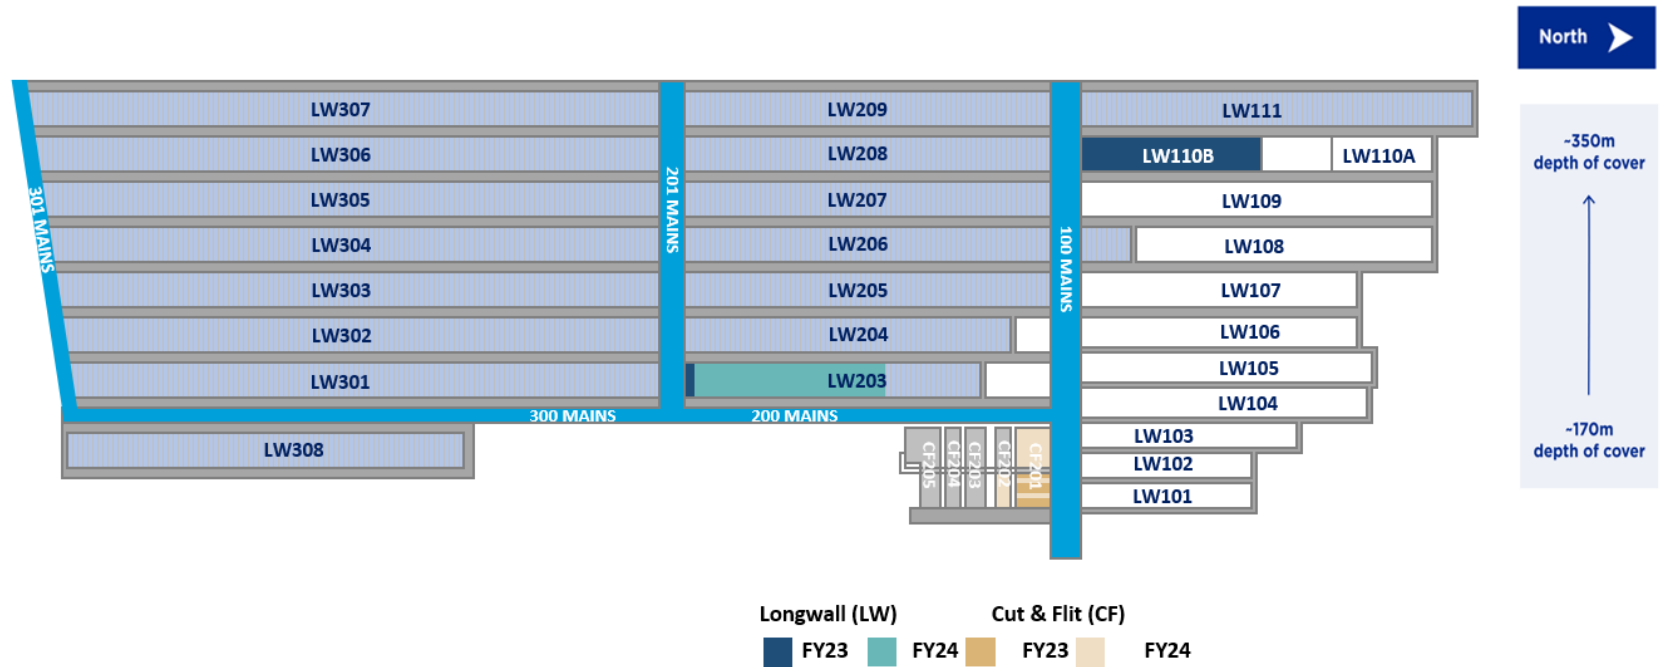 North
LW307
LW209
LW111
LW306
LW208
LW110B
LW110A
LW305
LW207
LW109
LW304
LW206
LW108
LW303
LW205
LW107
LW302
LW204
LW106
LW301
LW203
LW105
LW104
301 MAINS
201 MAINS
100 MAINS
300 MAINS
200 MAINS
LW308
CF205
CF204
CF203
CF202
CF201
LW103
LW102
LW101
~350m
depth of cover
~170m
depth of cover
Longwall (LW)
Cut & Flit (CF)
FY23
FY24
FY23
FY24